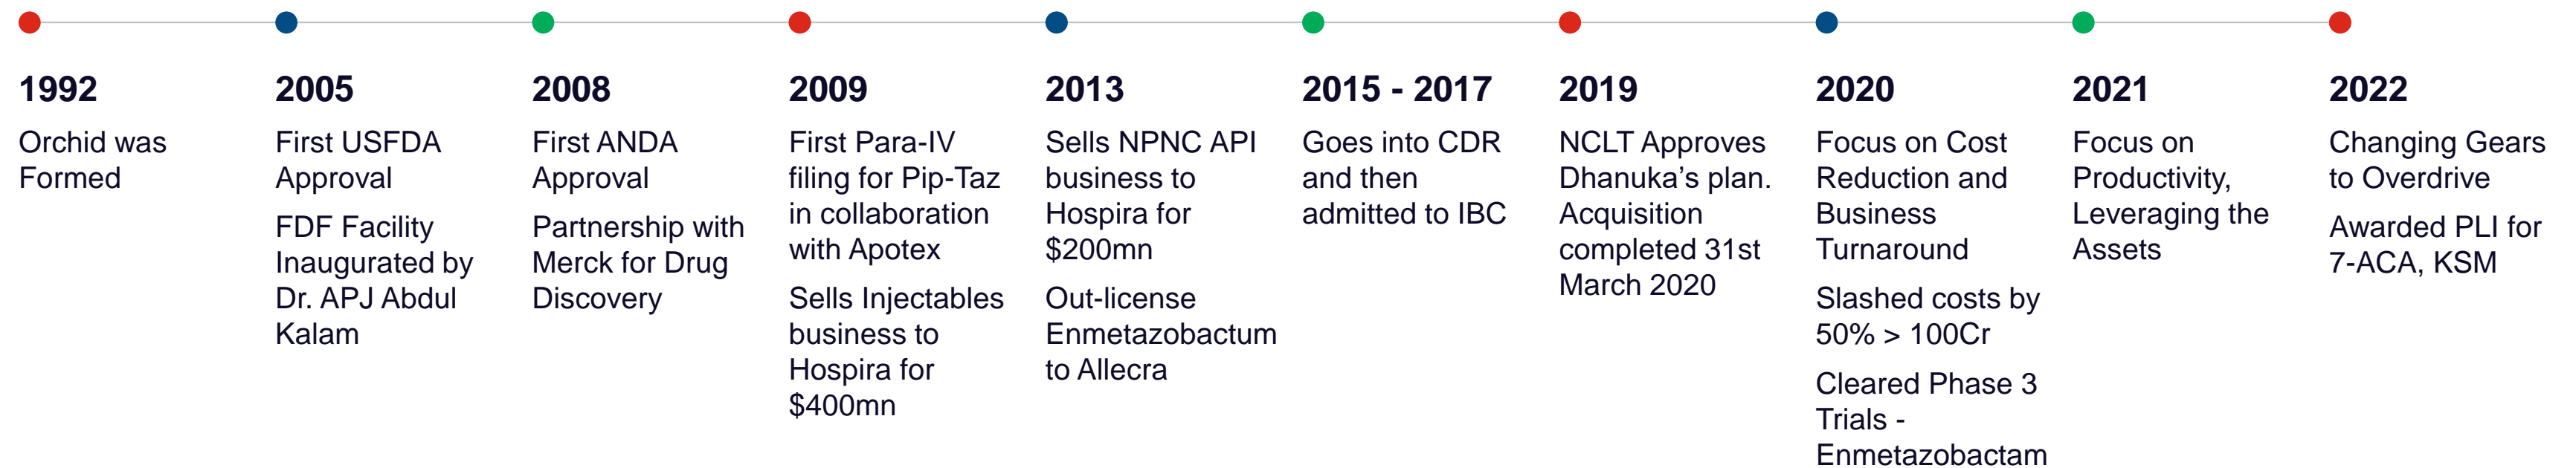 1992
Orchid was
Formed
2005
First USFDA
Approval
FDF Facility
Inaugurated by
Dr. APJ Abdul
Kalam
2008
First ANDA
Approval
Partnership with
Merck for Drug
Discovery
2009
First Para-IV
filing for Pip-Taz
in collaboration
with Apotex
Sells Injectables
business to
Hospira for
$400mn
2013
Sells NPNC API
business to
Hospira for
$200mn
Out-license
Enmetazobactum
to Allecra
2015 - 2017
Goes into CDR
and then
admitted to IBC
2019
NCLT Approves
Dhanuka’s plan.
Acquisition
completed 31st
March 2020
2020
Focus on Cost
Reduction and
Business
Turnaround
Slashed costs by
50% > 100Cr
Cleared Phase 3
Trials -
Enmetazobactam
2021
Focus on
Productivity,
Leveraging the
Assets
2022
Changing Gears
to Overdrive
Awarded PLI for
7-ACA, KSM